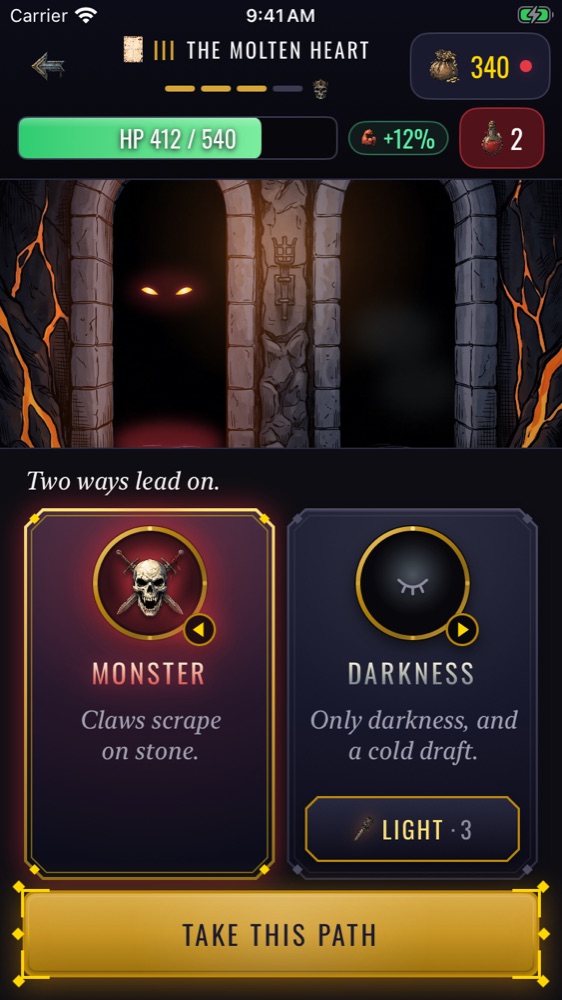 Carrier 9:41 AM
III THE MOLTEN HEART
340
HP 412 / 540
+12%
2
Two ways lead on.
MONSTER
Claws scrape
on stone.
DARKNESS
Only darkness, and
a cold draft.
LIGHT · 3
TAKE THIS PATH